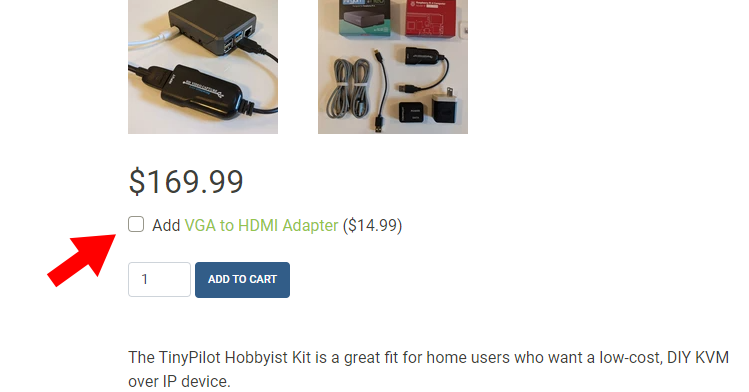 $169.99
Add VGA to HDMI Adapter ($14.99)
1
ADD TO CART
The TinyPilot Hobbyist Kit is a great fit for home users who want a low-cost, DIY KVM
over IP device.